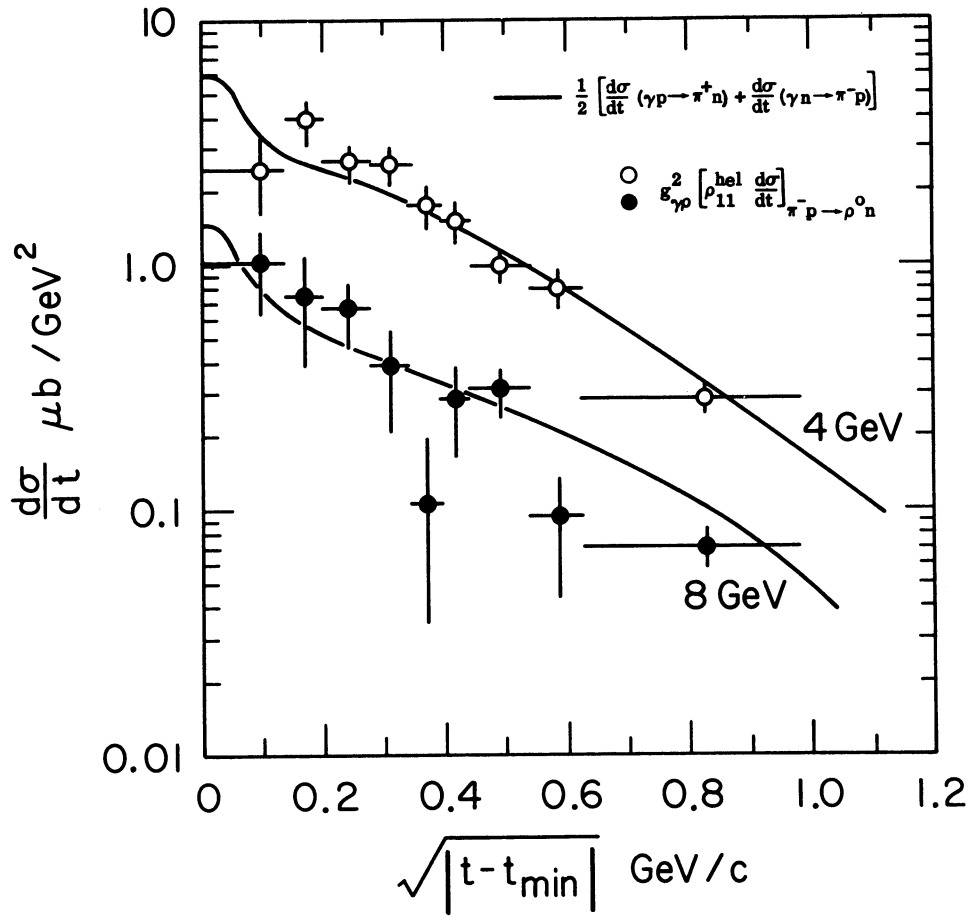 10
1.0
0.1
0.01
dσ/dt μb/GeV²
½ [dσ/dt (γp→π⁺n) + dσ/dt (γn→π⁻p)]
g²γρ [ρ₁₁ʰᵉˡ dσ/dt]π⁻p→ρ⁰n
4 GeV
8 GeV
0 0.2 0.4 0.6 0.8 1.0 1.2
√|t-tmin| GeV/c